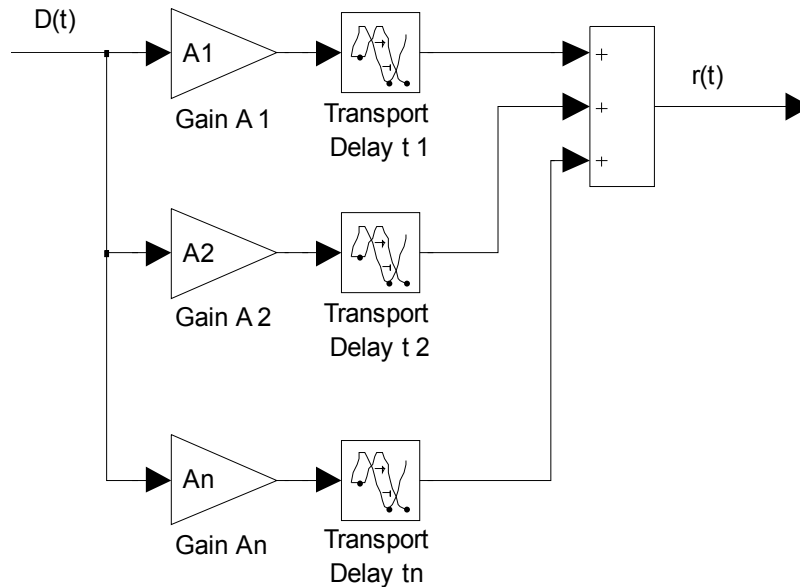 D(t)
A1
Gain A 1
Transport
Delay t 1
+
+
+
r(t)
A2
Gain A 2
Transport
Delay t 2
An
Gain An
Transport
Delay tn